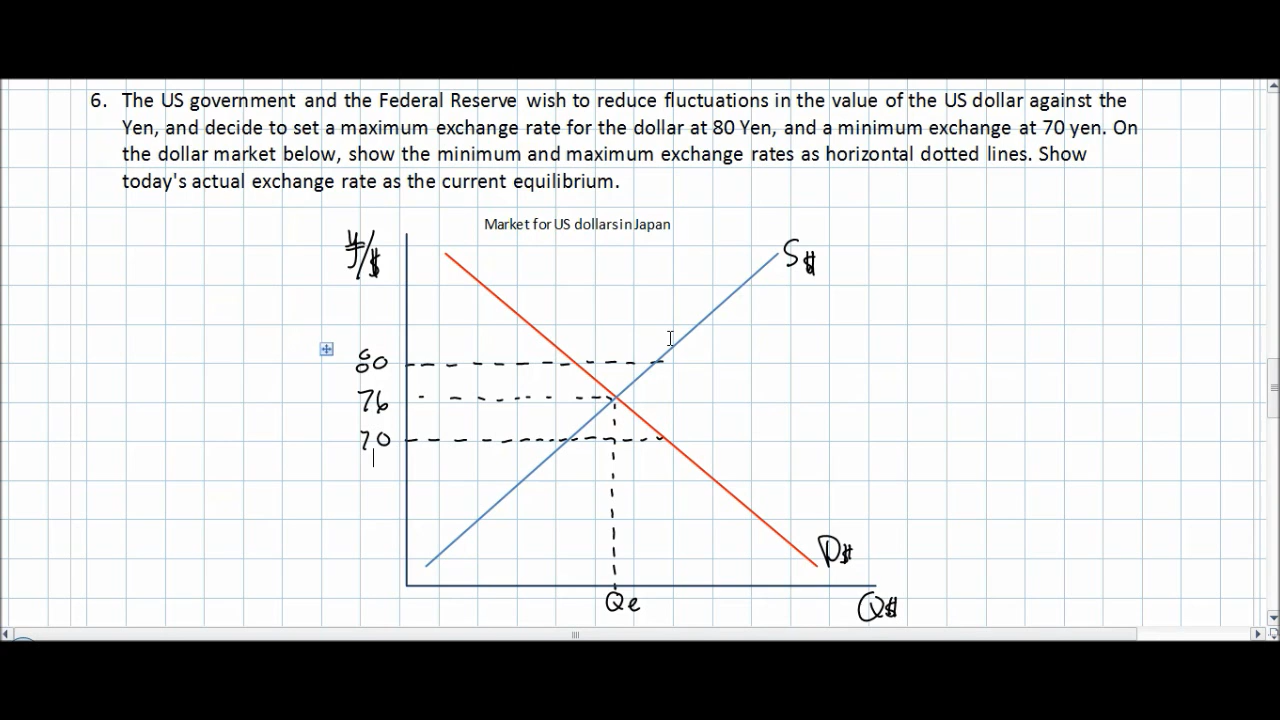 6. The US government and the Federal Reserve wish to reduce fluctuations in the value of the US dollar against the
Yen, and decide to set a maximum exchange rate for the dollar at 80 Yen, and a minimum exchange at 70 yen. On
the dollar market below, show the minimum and maximum exchange rates as horizontal dotted lines. Show
today's actual exchange rate as the current equilibrium.
Market for US dollars in Japan
¥/$
S$
80
76
70
D$
Qe
Q$